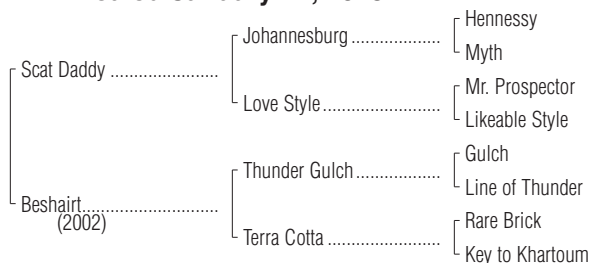 Hennessy
Johannesburg ....................
Myth
Scat Daddy ........................
Mr. Prospector
Love Style..........................
Likeable Style
Gulch
Thunder Gulch...................
Line of Thunder
Beshairt..............................
(2002)
Rare Brick
Terra Cotta ........................
Key to Khartoum